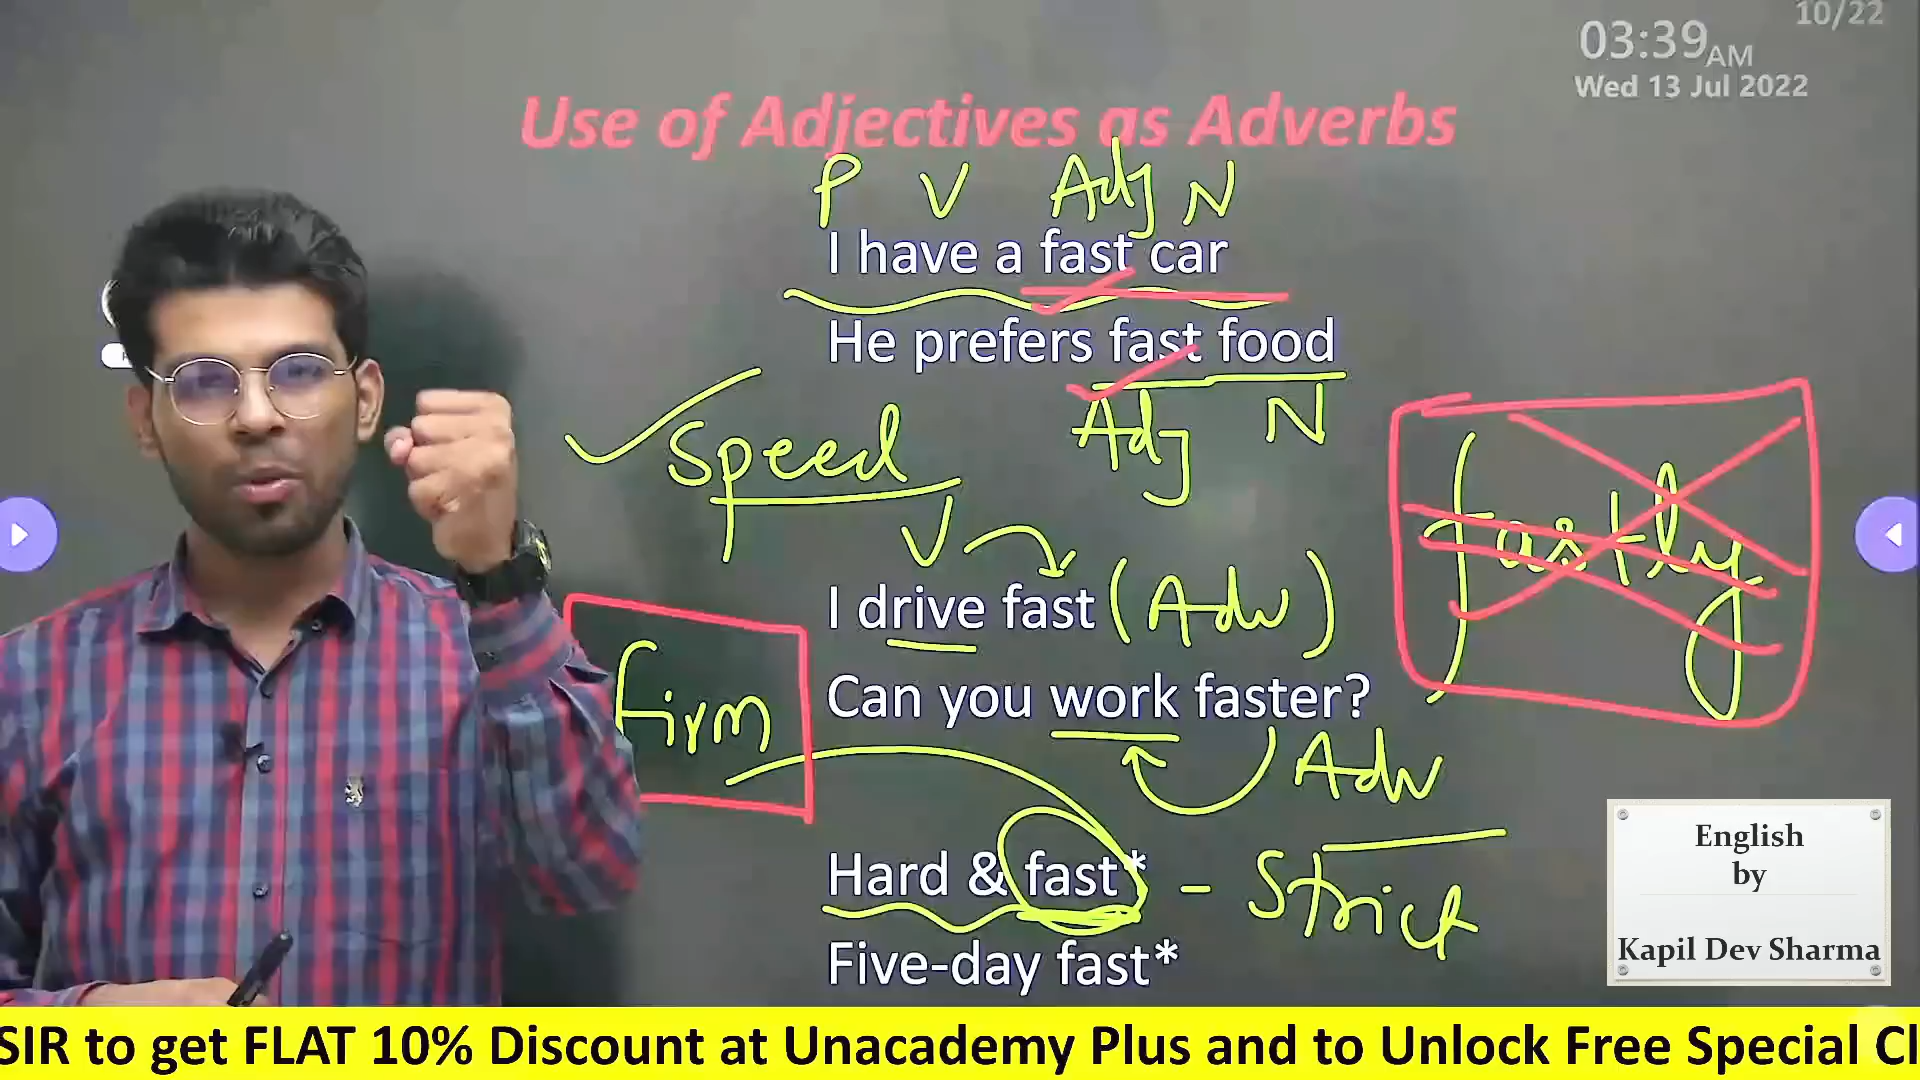 10/22
03:39 AM
Wed 13 Jul 2022
Use of Adjectives as Adverbs
P V Adj N
I have a fast car
He prefers fast food
Adj N
Speed
fastly
V
I drive fast (Adv)
firm
Can you work faster?
Adv
Hard & fast* - Strict
Five-day fast*
English
by
Kapil Dev Sharma
SIR to get FLAT 10% Discount at Unacademy Plus and to Unlock Free Special Cl